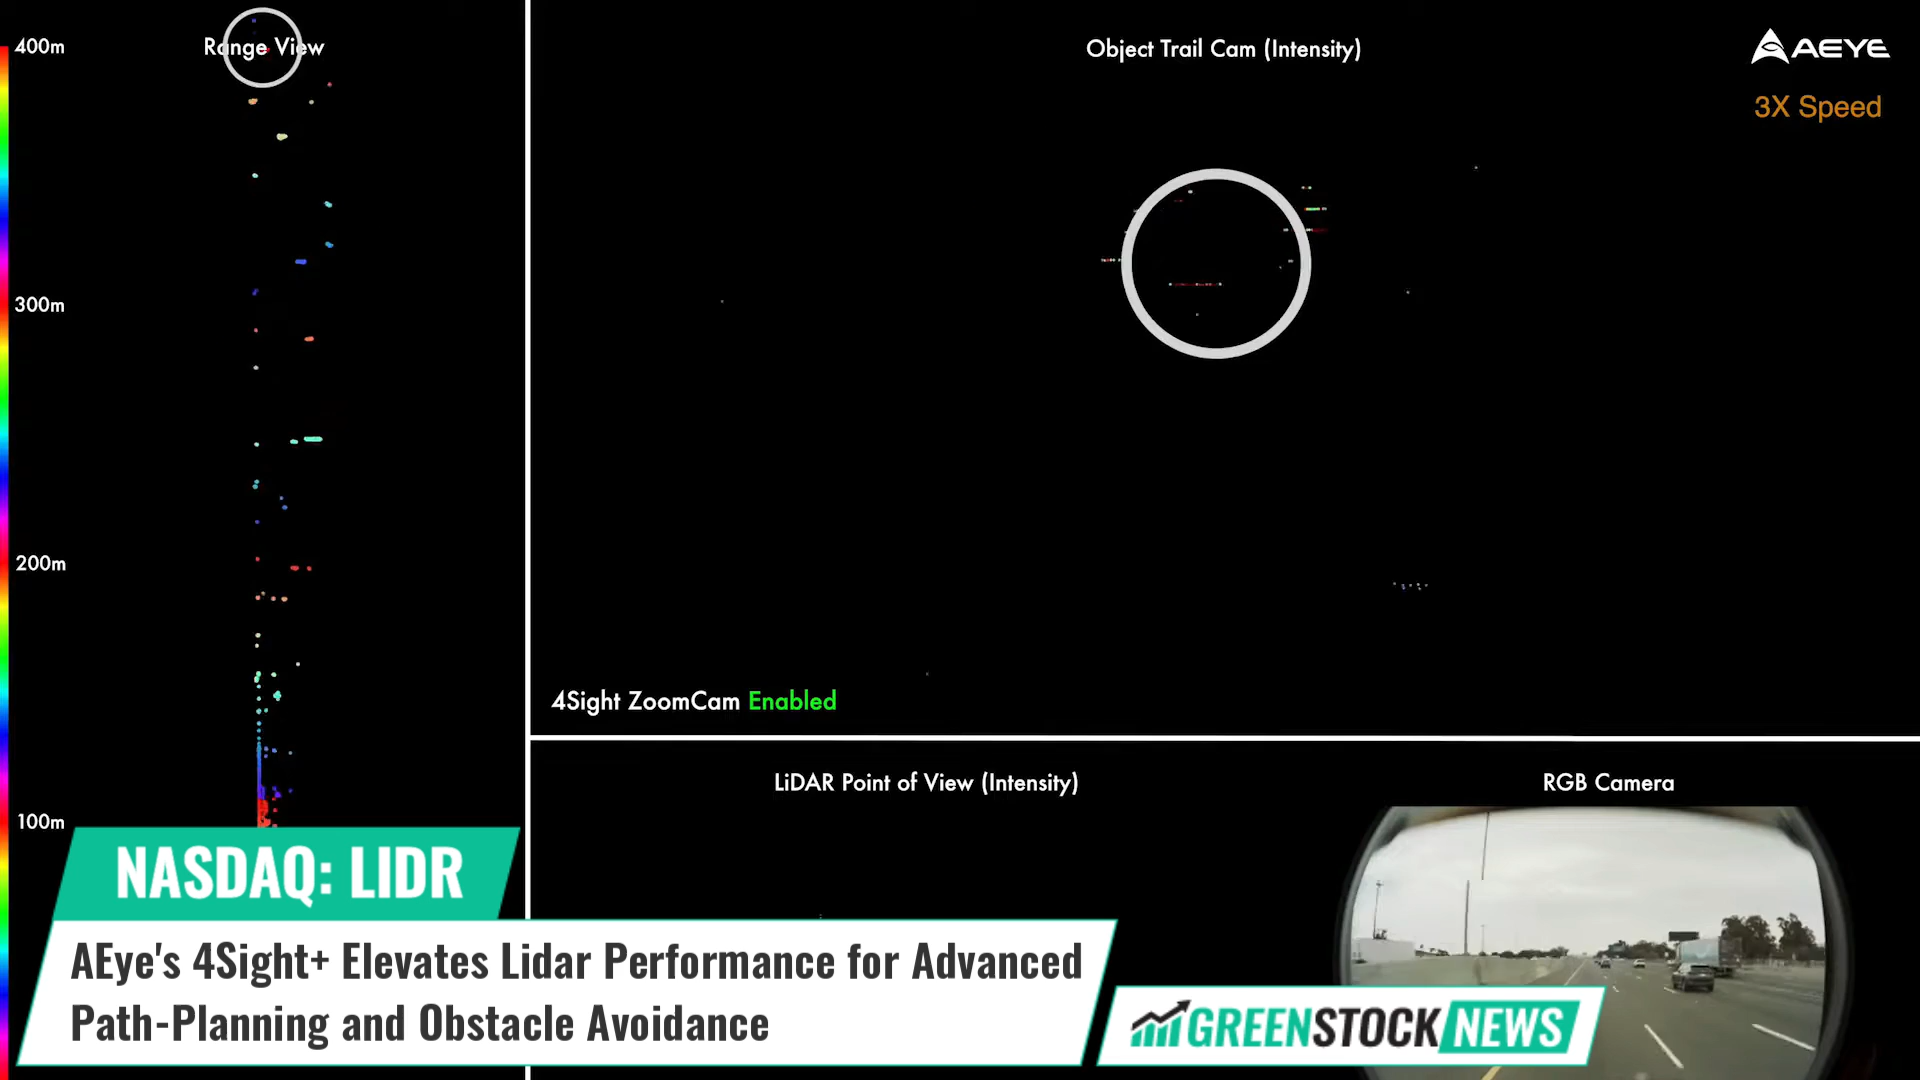 400m
Range View
300m
200m
100m
Object Trail Cam (Intensity)
AEYE
3X Speed
4Sight ZoomCam Enabled
LiDAR Point of View (Intensity)
RGB Camera
NASDAQ: LIDR
AEye's 4Sight+ Elevates Lidar Performance for Advanced
Path-Planning and Obstacle Avoidance
GREENSTOCK NEWS